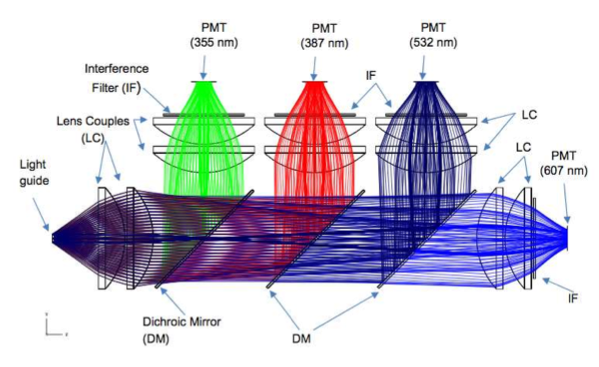 PMT
(355 nm)
PMT
(387 nm)
PMT
(532 nm)
Interference
Filter (IF)
IF
Lens Couples
(LC)
LC
LC
Light
guide
PMT
(607 nm)
IF
Dichroic Mirror
(DM)
DM